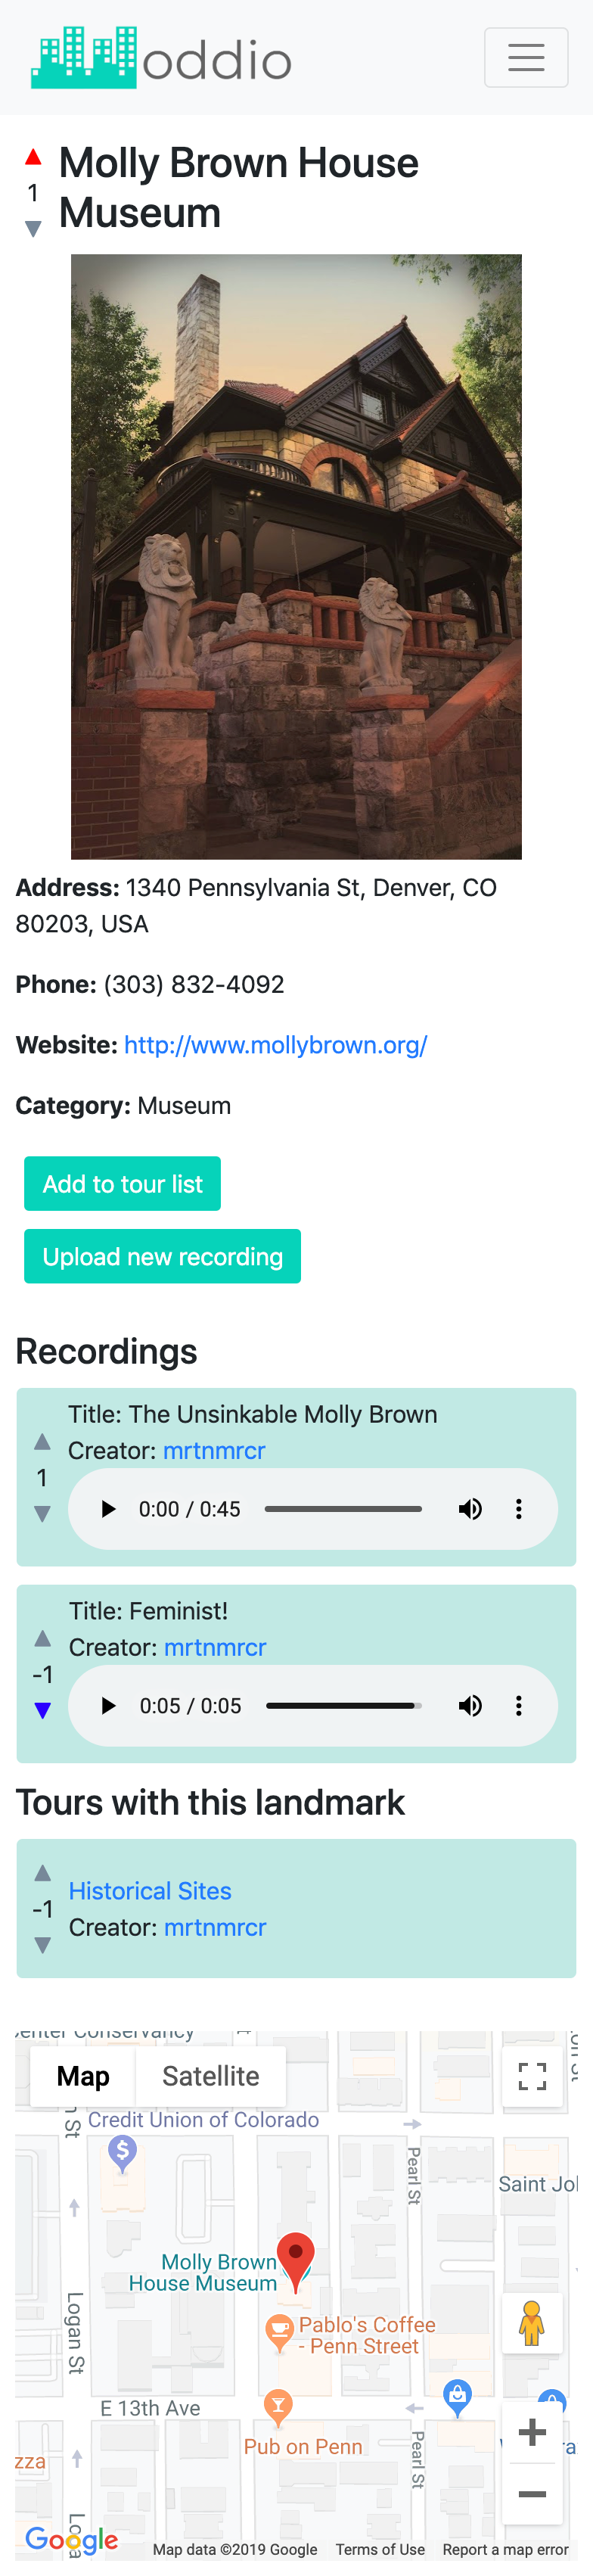 oddio
▲
1
▼
Molly Brown House
Museum
Address: 1340 Pennsylvania St, Denver, CO
80203, USA
Phone: (303) 832-4092
Website: http://www.mollybrown.org/
Category: Museum
Add to tour list
Upload new recording
Recordings
▲
1
▼
Title: The Unsinkable Molly Brown
Creator: mrtnmrcr
0:00 / 0:45
▲
-1
▼
Title: Feminist!
Creator: mrtnmrcr
0:05 / 0:05
Tours with this landmark
▲
-1
▼
Historical Sites
Creator: mrtnmrcr
Center Conservancy
Map
Satellite
Credit Union of Colorado
Pearl St
Molly Brown
House Museum
Logan St
Pablo's Coffee
- Penn Street
E 13th Ave
Pub on Penn
Pearl St
Google
Map data ©2019 Google
Terms of Use
Report a map error